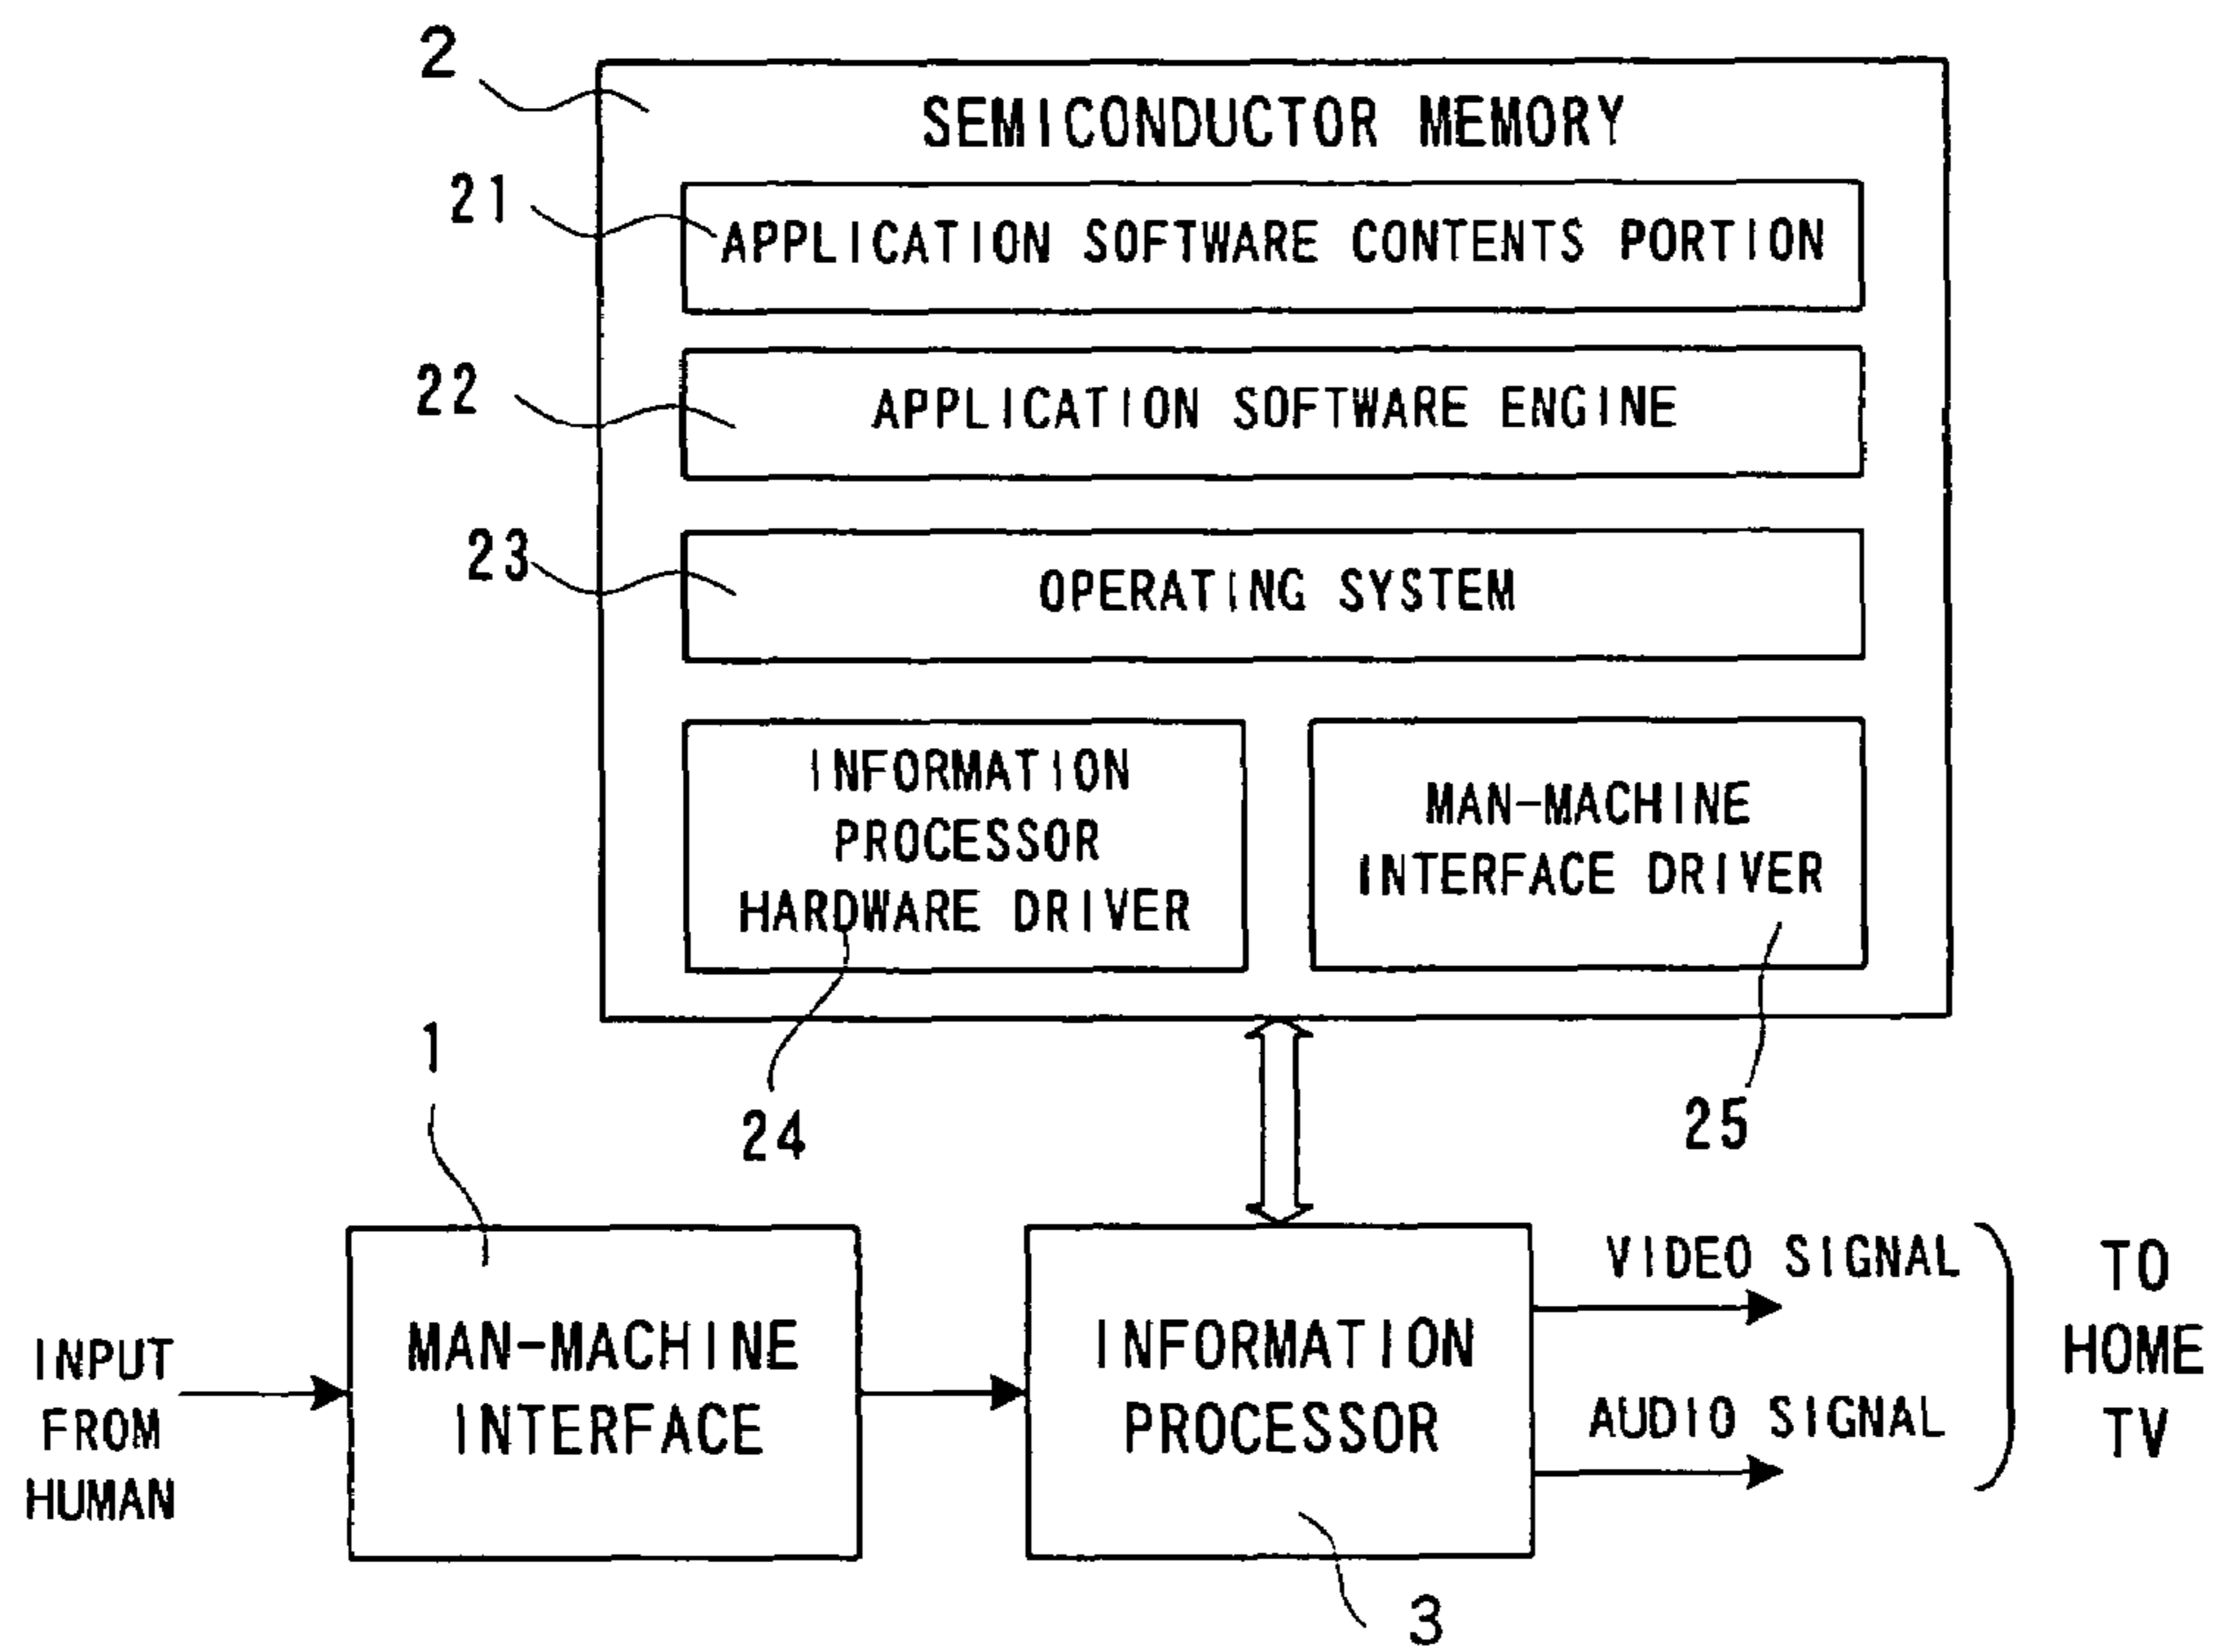 2
SEMICONDUCTOR MEMORY
21
APPLICATION SOFTWARE CONTENTS PORTION
22
APPLICATION SOFTWARE ENGINE
23
OPERATING SYSTEM
INFORMATION
PROCESSOR
HARDWARE DRIVER
MAN-MACHINE
INTERFACE DRIVER
24
25
1
INPUT
FROM
HUMAN
MAN-MACHINE
INTERFACE
INFORMATION
PROCESSOR
VIDEO SIGNAL
AUDIO SIGNAL
TO
HOME
TV
3